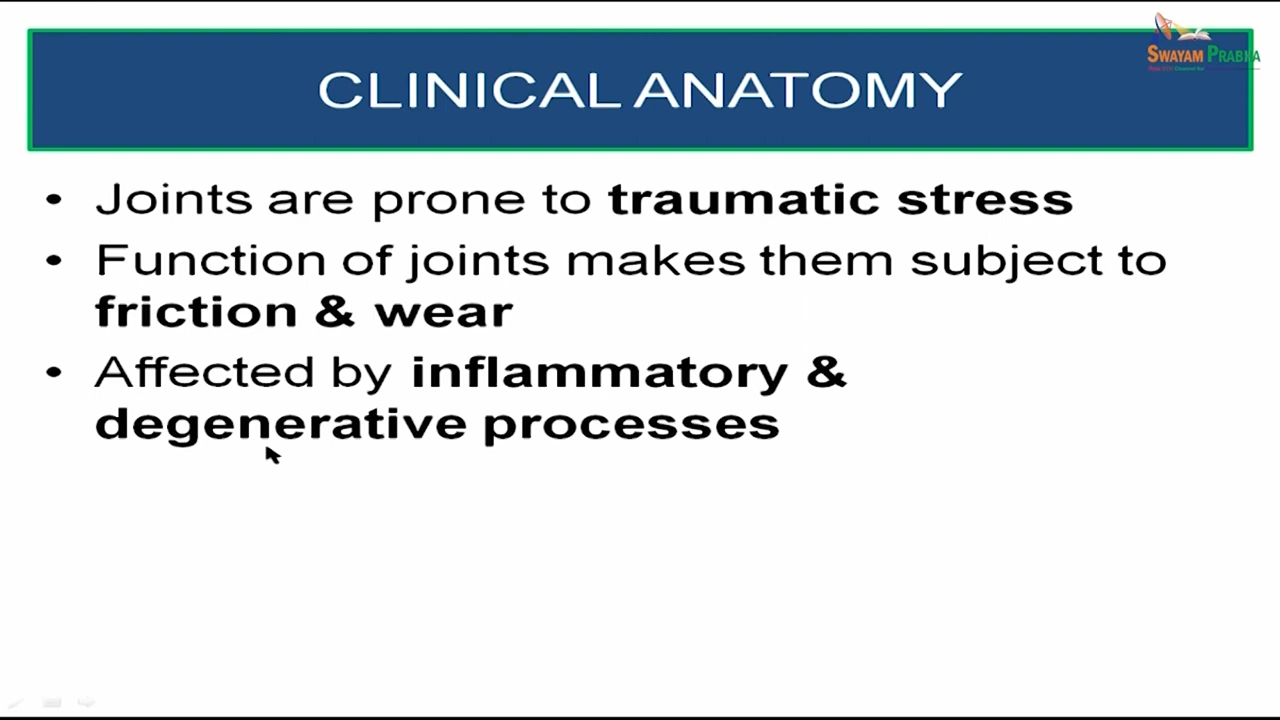 SWAYAM PRABHA
CLINICAL ANATOMY
• Joints are prone to traumatic stress
• Function of joints makes them subject to
friction & wear
• Affected by inflammatory &
degenerative processes